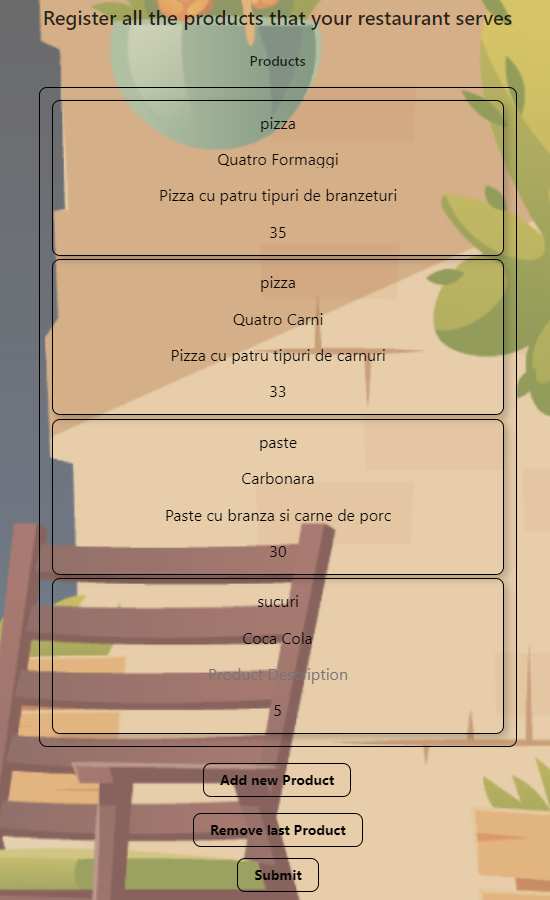 Register all the products that your restaurant serves
Products
pizza
Quatro Formaggi
Pizza cu patru tipuri de branzeturi
35
pizza
Quatro Carni
Pizza cu patru tipuri de carnuri
33
paste
Carbonara
Paste cu branza si carne de porc
30
sucuri
Coca Cola
Product Description
5
Add new Product
Remove last Product
Submit